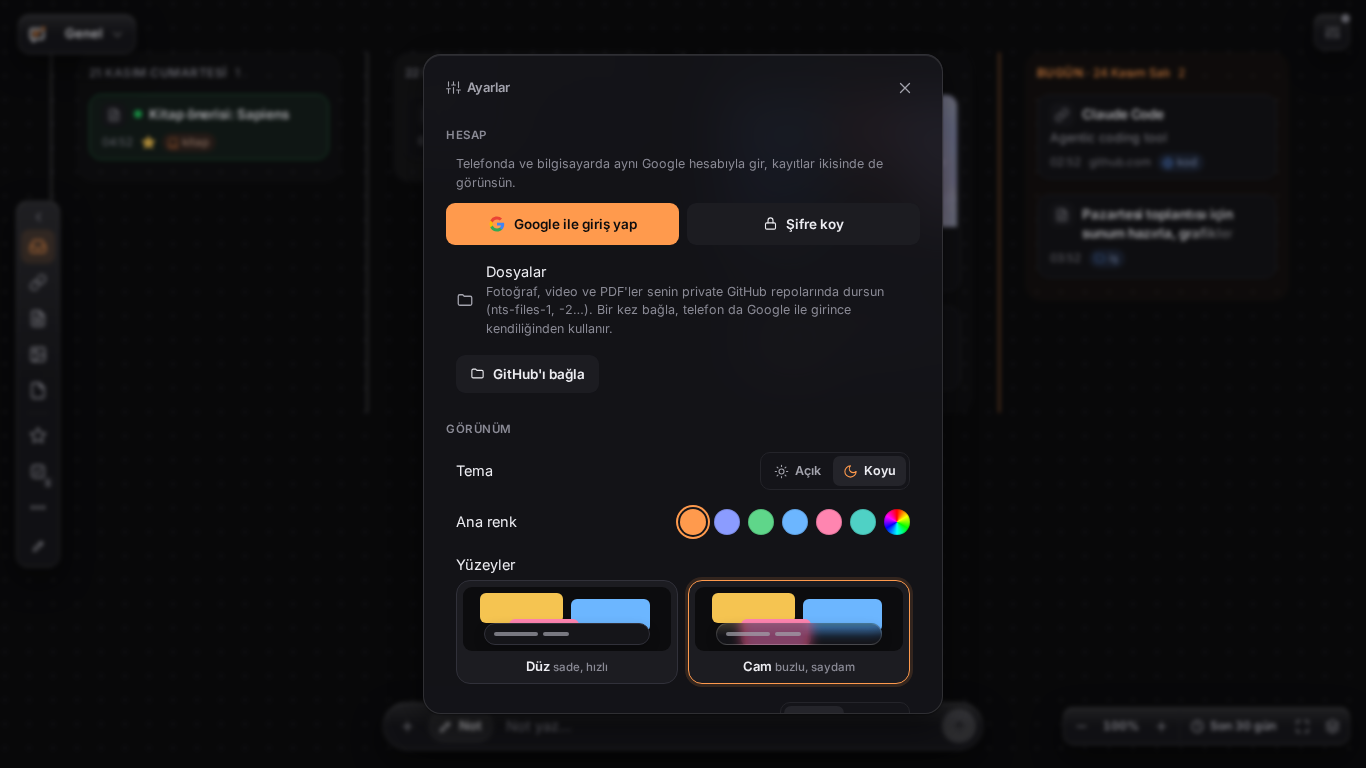 Genel
21 KASIM CUMARTESİ 1
Kitap önerisi: Sapiens
04:52
kitap
Ayarlar
HESAP
Telefonda ve bilgisayarda aynı Google hesabıyla gir, kayıtlar ikisinde de
görünsün.
Google ile giriş yap
Şifre koy
Dosyalar
Fotoğraf, video ve PDF'ler senin private GitHub repolarında dursun
(nts-files-1, -2…). Bir kez bağla, telefon da Google ile girince
kendiliğinden kullanır.
GitHub'ı bağla
GÖRÜNÜM
Tema
Açık
Koyu
Ana renk
Yüzeyler
Düz sade, hızlı
Cam buzlu, saydam
BUGÜN · 24 Kasım Salı 2
Claude Code
Agentic coding tool
github.com
Pazartesi toplantısı için
sunum hazırla, grafikler
iş
Not
Not yaz...
100%
Son 30 gün